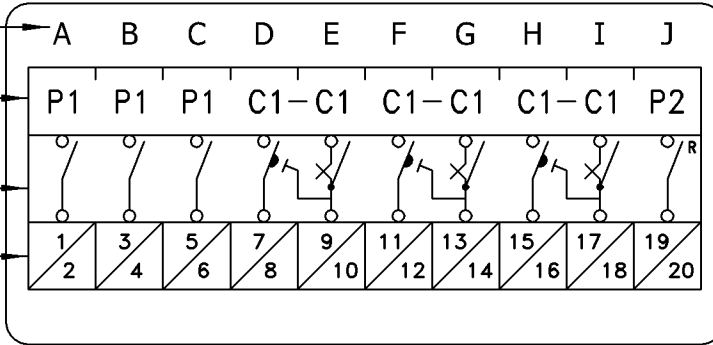 A B C D E F G H I J
P1 P1 P1 C1-C1 C1-C1 C1-C1 P2
R
1 3 5 7 9 11 13 15 17 19
2 4 6 8 10 12 14 16 18 20